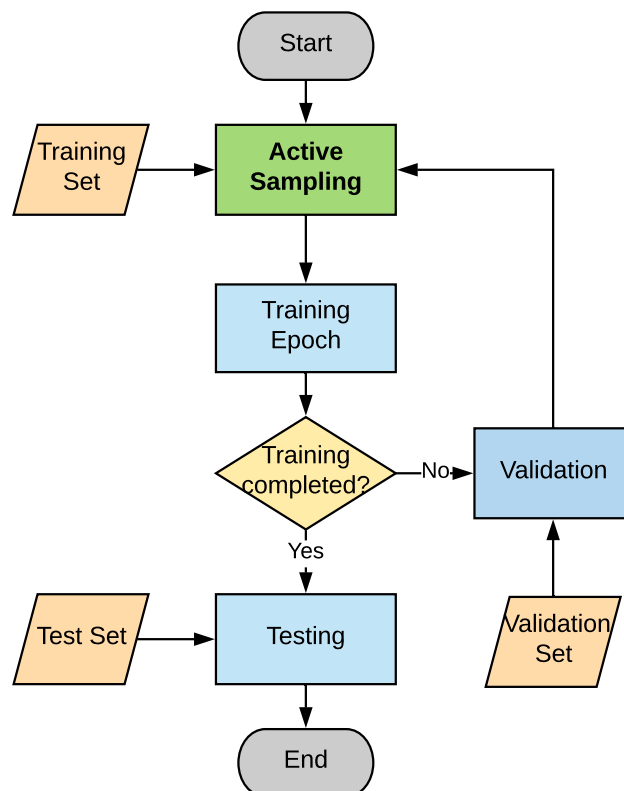 Start
Training
Set
Active
Sampling
Training
Epoch
Training
completed?
No
Validation
Yes
Test Set
Testing
Validation
Set
End